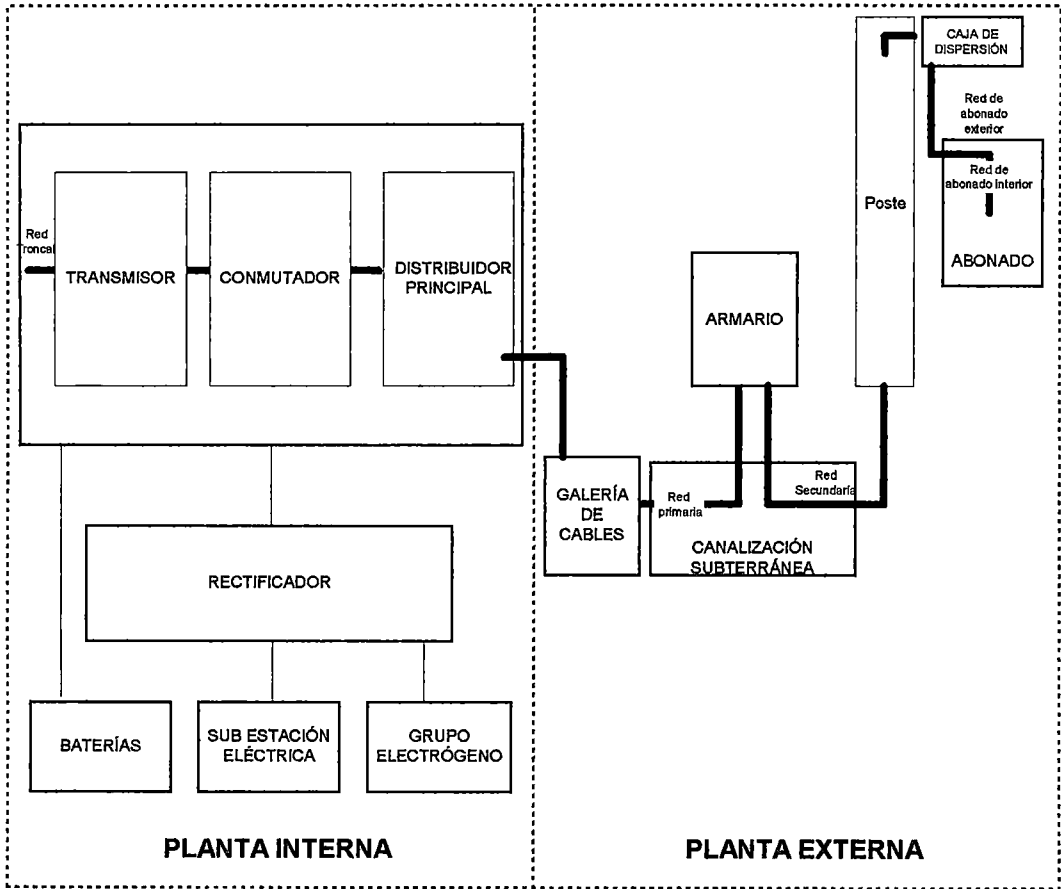 CAJA DE
DISPERSIÓN
Red de
abonado
exterior
Red de
abonado interior
ABONADO
Poste
Red
Troncal
TRANSMISOR
CONMUTADOR
DISTRIBUIDOR
PRINCIPAL
ARMARIO
GALERÍA
DE
CABLES
Red
primaria
Red
Secundaría
CANALIZACIÓN
SUBTERRÁNEA
RECTIFICADOR
BATERÍAS
SUB ESTACIÓN
ELÉCTRICA
GRUPO
ELECTRÓGENO
PLANTA INTERNA
PLANTA EXTERNA